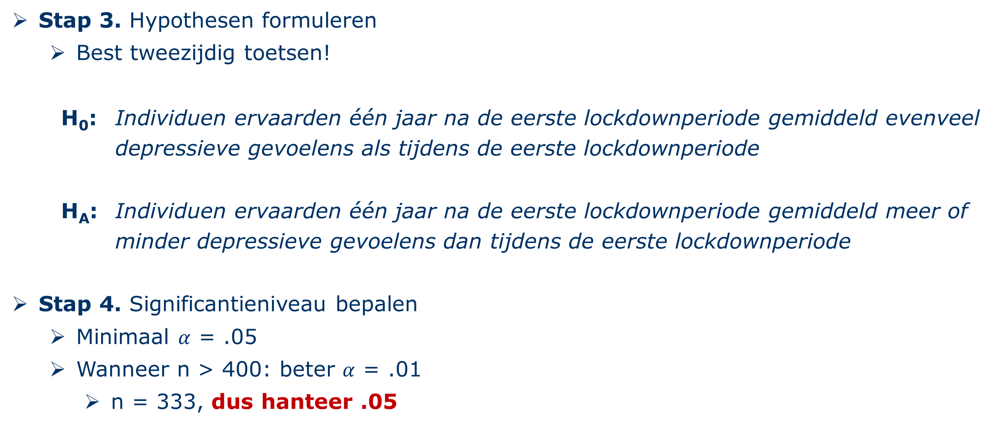 ➢ Stap 3. Hypothesen formuleren
➢ Best tweezijdig toetsen!
H₀: Individuen ervaarden één jaar na de eerste lockdownperiode gemiddeld evenveel
depressieve gevoelens als tijdens de eerste lockdownperiode
H_A: Individuen ervaarden één jaar na de eerste lockdownperiode gemiddeld meer of
minder depressieve gevoelens dan tijdens de eerste lockdownperiode
➢ Stap 4. Significantieniveau bepalen
➢ Minimaal 𝛼 = .05
➢ Wanneer n > 400: beter 𝛼 = .01
➢ n = 333, dus hanteer .05